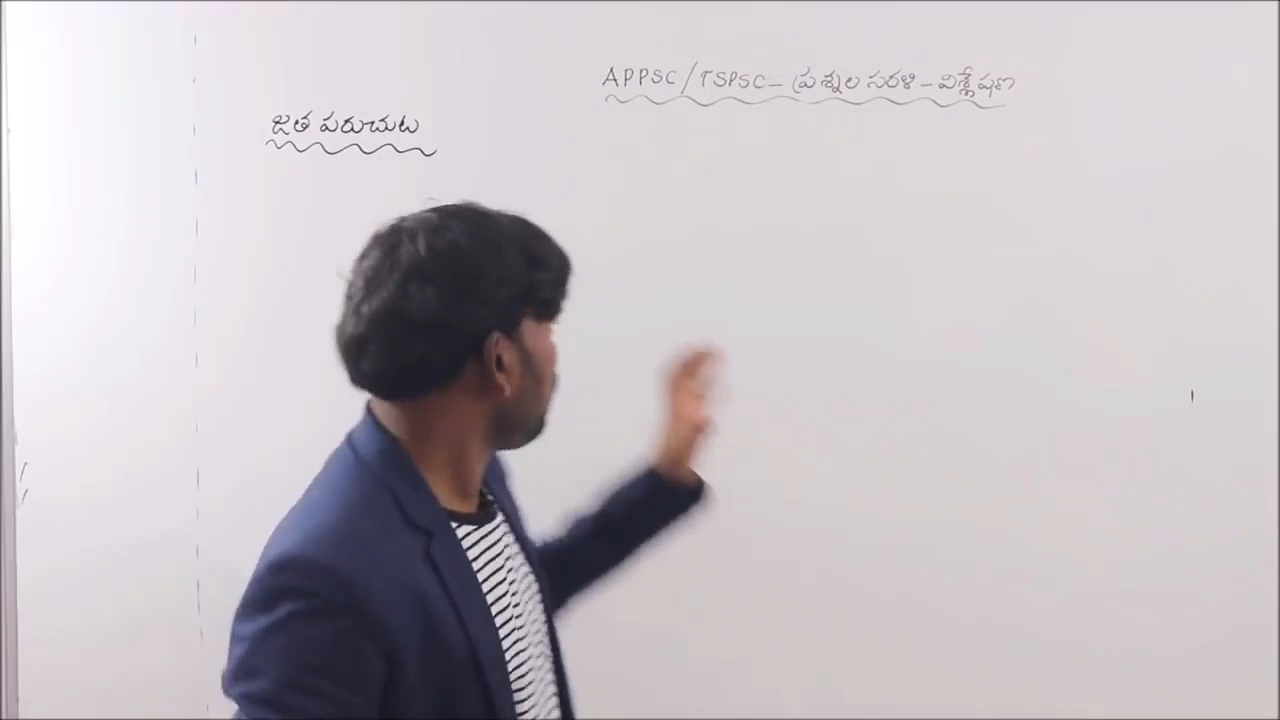 APPSC/TSPSC – ప్రశ్నల సరళి – విశ్లేషణ
జత పరుచుట